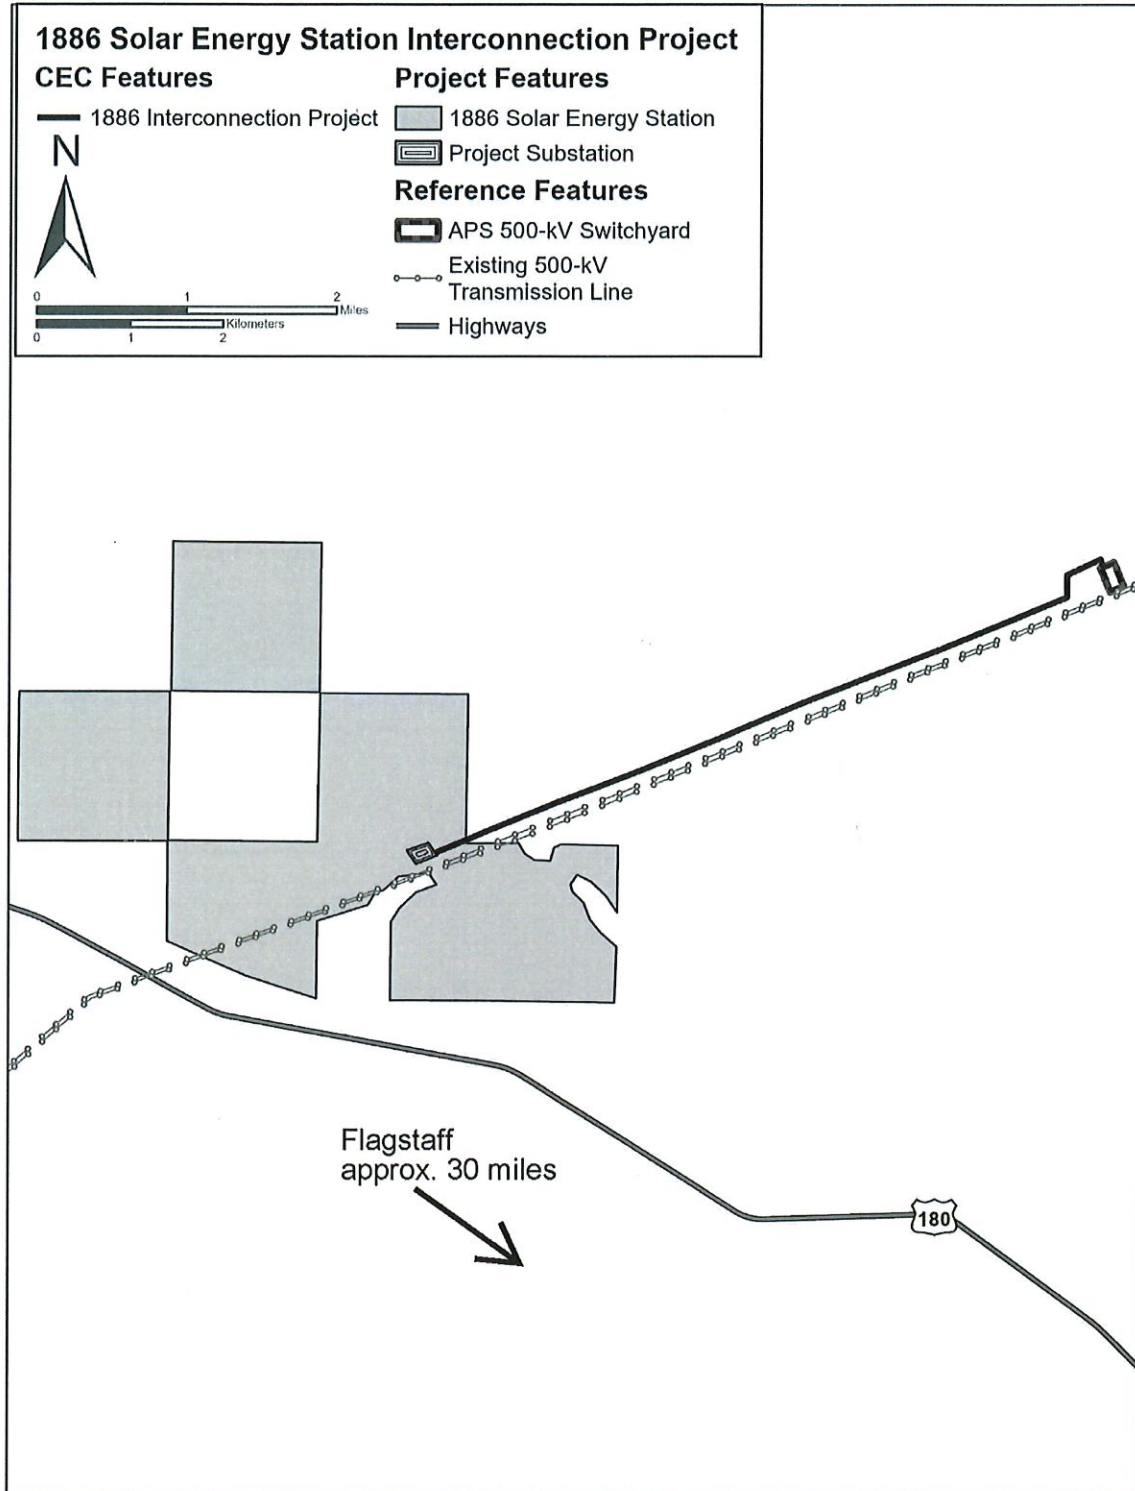 1886 Solar Energy Station Interconnection Project
CEC Features
1886 Interconnection Project
N
0 1 2
Miles
Kilometers
0 1 2
Project Features
1886 Solar Energy Station
Project Substation
Reference Features
APS 500-kV Switchyard
Existing 500-kV
Transmission Line
Highways
Flagstaff
approx. 30 miles
180